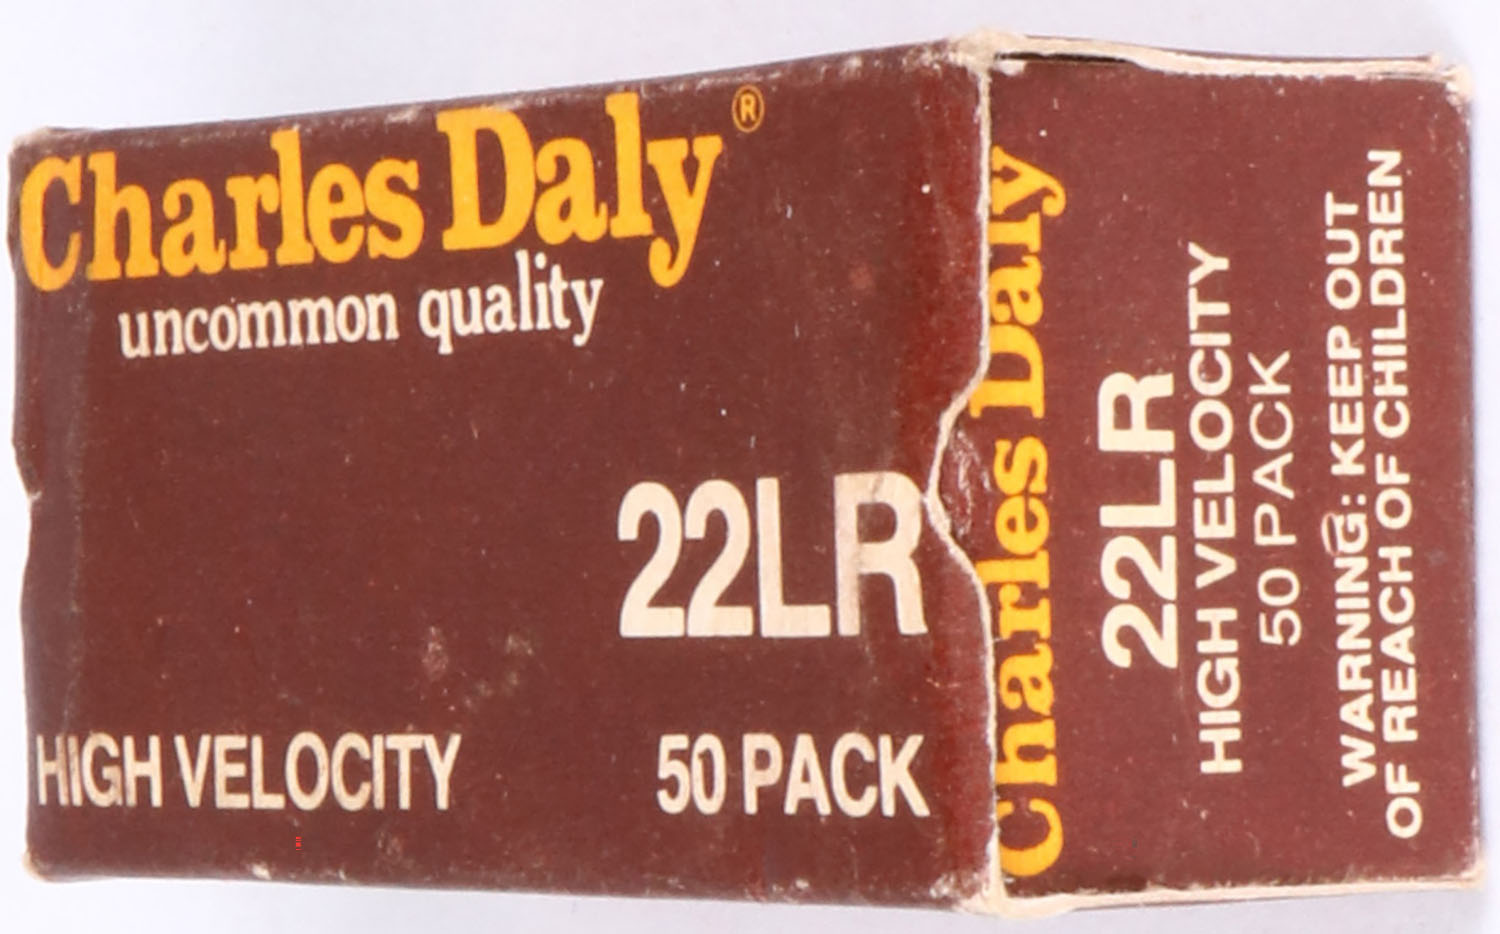 Charles Daly®
uncommon quality
22LR
HIGH VELOCITY 50 PACK
Charles Daly
22LR
HIGH VELOCITY
50 PACK
WARNING: KEEP OUT
OF REACH OF CHILDREN